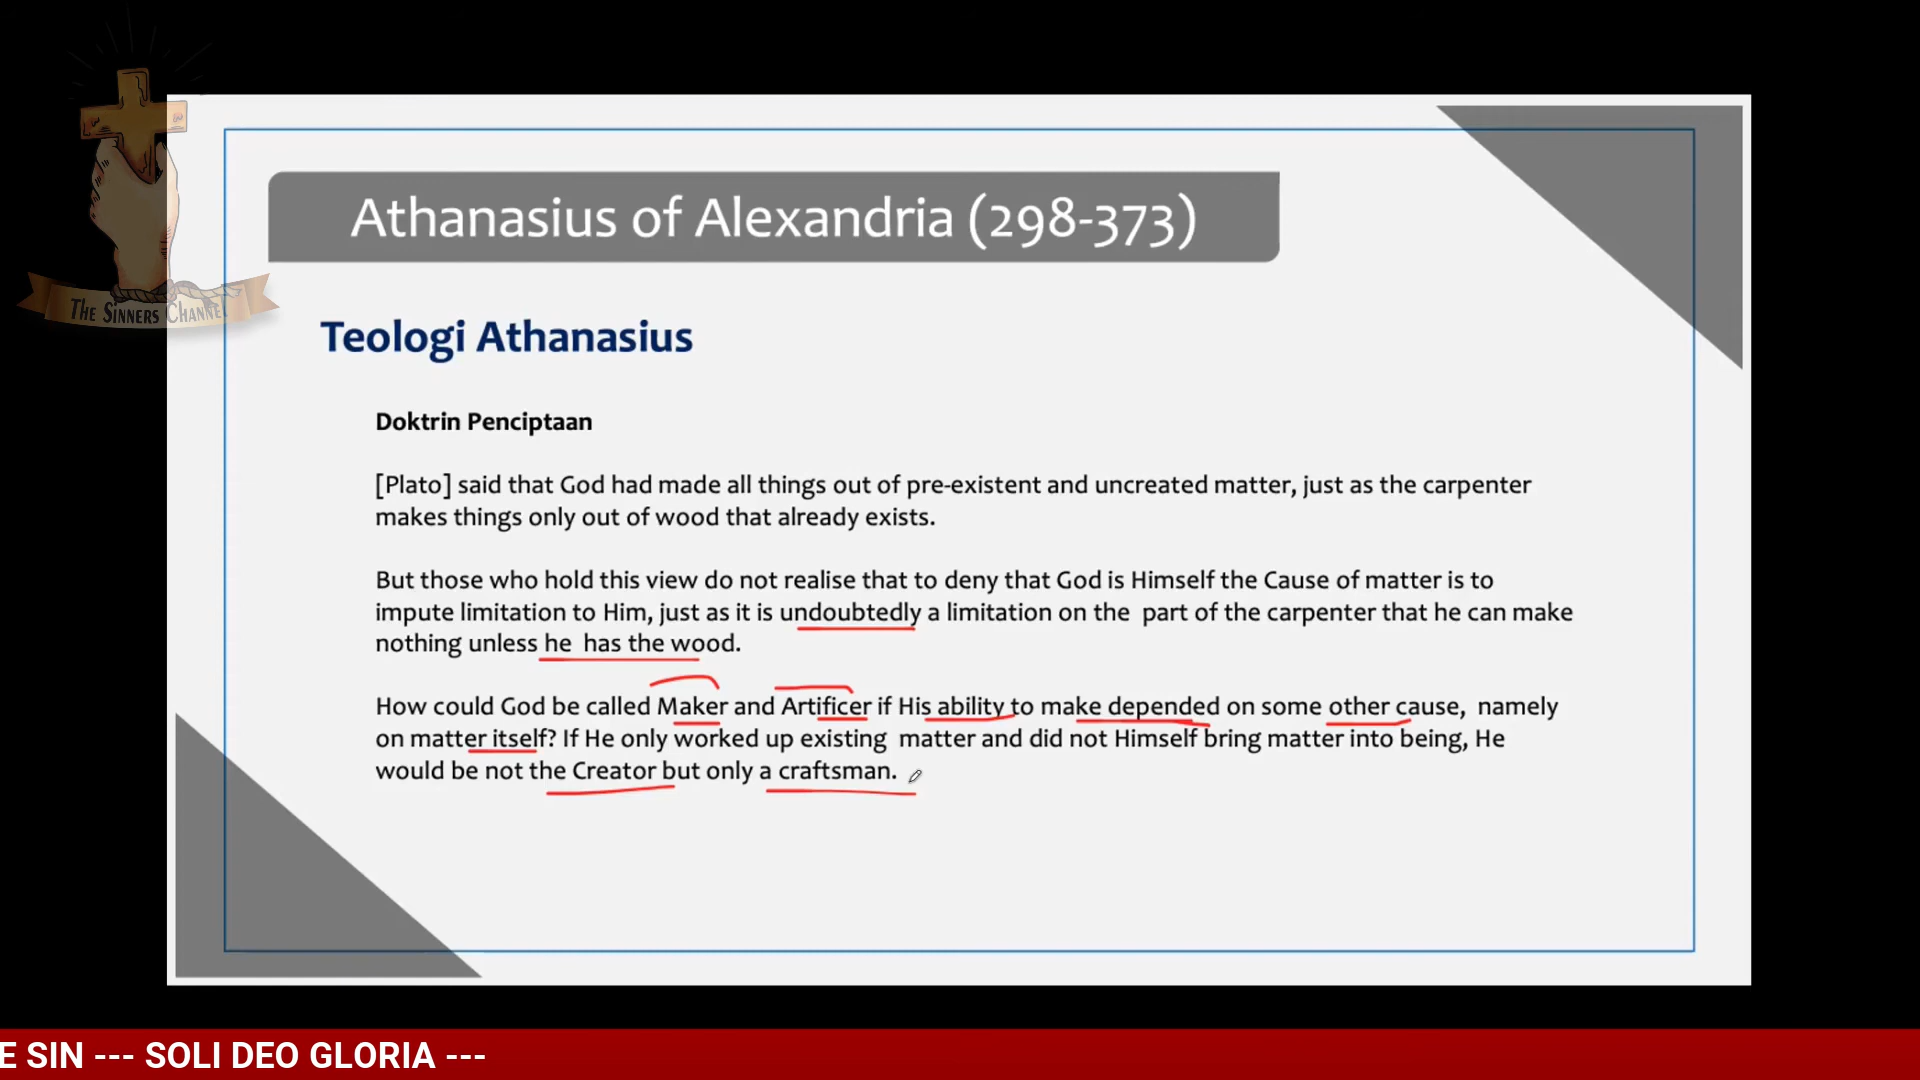 Athanasius of Alexandria (298-373)
THE SINNERS CHANNEL
Teologi Athanasius
Doktrin Penciptaan
[Plato] said that God had made all things out of pre-existent and uncreated matter, just as the carpenter
makes things only out of wood that already exists.
But those who hold this view do not realise that to deny that God is Himself the Cause of matter is to
impute limitation to Him, just as it is undoubtedly a limitation on the part of the carpenter that he can make
nothing unless he has the wood.
How could God be called Maker and Artificer if His ability to make depended on some other cause, namely
on matter itself? If He only worked up existing matter and did not Himself bring matter into being, He
would be not the Creator but only a craftsman.
E SIN --- SOLI DEO GLORIA ---